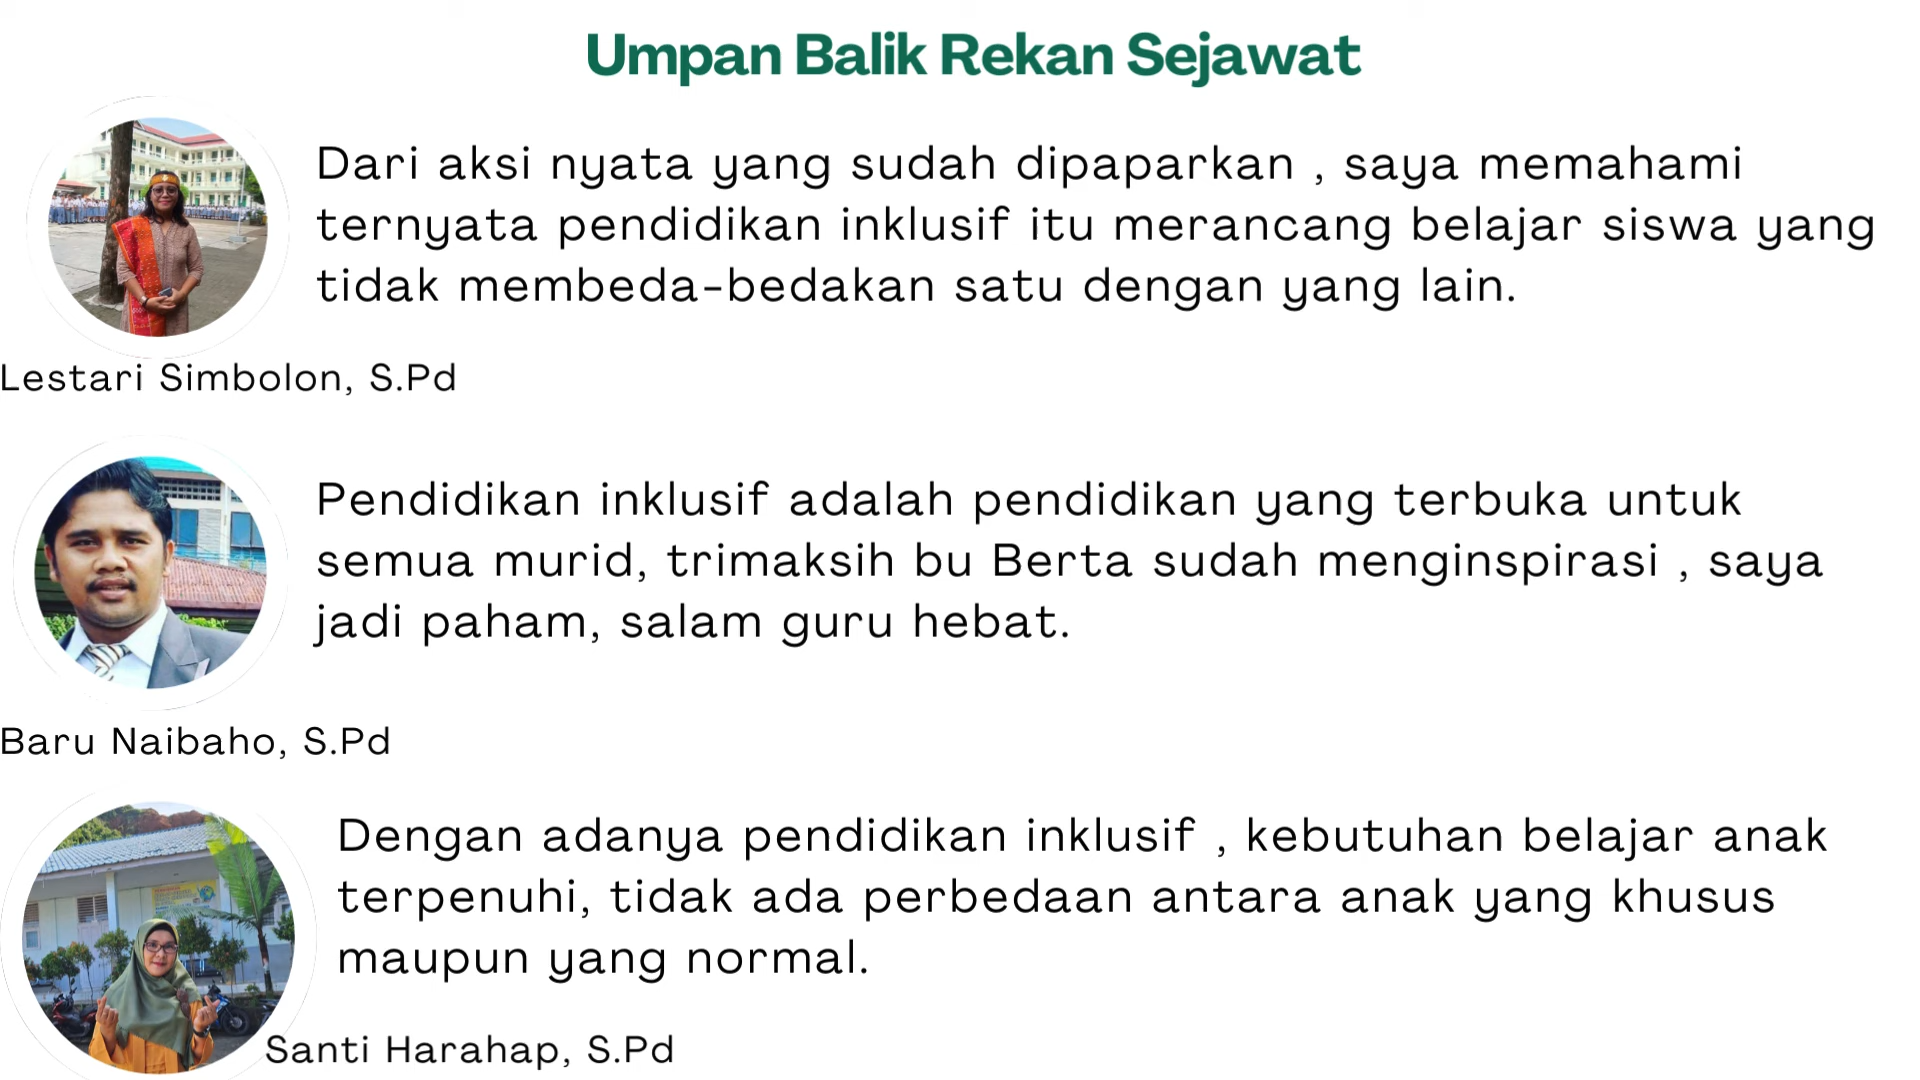 Umpan Balik Rekan Sejawat
Dari aksi nyata yang sudah dipaparkan , saya memahami
ternyata pendidikan inklusif itu merancang belajar siswa yang
tidak membeda-bedakan satu dengan yang lain.
Lestari Simbolon, S.Pd
Pendidikan inklusif adalah pendidikan yang terbuka untuk
semua murid, trimaksih bu Berta sudah menginspirasi , saya
jadi paham, salam guru hebat.
Baru Naibaho, S.Pd
Dengan adanya pendidikan inklusif , kebutuhan belajar anak
terpenuhi, tidak ada perbedaan antara anak yang khusus
maupun yang normal.
Santi Harahap, S.Pd